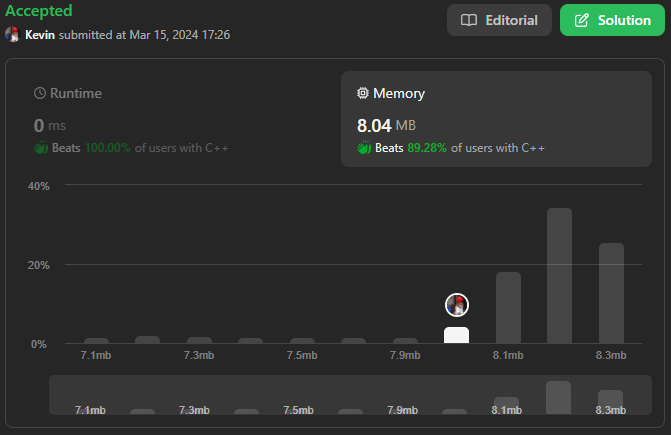 Accepted
Editorial
Solution
Kevin submitted at Mar 15, 2024 17:26
Runtime
0 ms
Beats 100.00% of users with C++
Memory
8.04 MB
Beats 89.28% of users with C++
40%
20%
0%
7.1mb 7.3mb 7.5mb 7.9mb 8.1mb 8.3mb
7.1mb 7.3mb 7.5mb 7.9mb 8.1mb 8.3mb